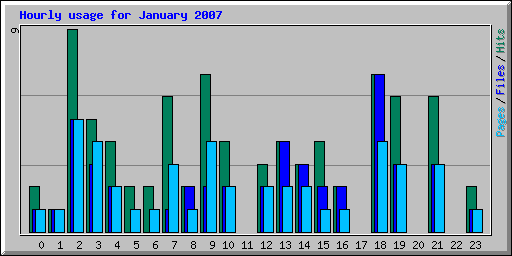 Hourly usage for January 2007
9
Pages / Files / Hits
0 1 2 3 4 5 6 7 8 9 10 11 12 13 14 15 16 17 18 19 20 21 22 23